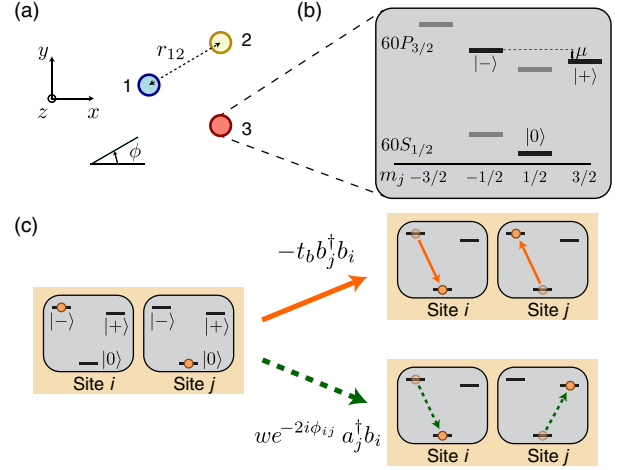 (a)
y
x
z
ϕ
r₁₂
1
2
3
(b)
60P₃/₂
|−⟩
μ
|+⟩
60S₁/₂
|0⟩
mⱼ −3/2 −1/2 1/2 3/2
(c)
|−⟩ |+⟩ |−⟩ |+⟩
|0⟩ |0⟩
Site i Site j
−t_b b†ⱼ bᵢ
Site i Site j
we^{−2iϕᵢⱼ} a†ⱼ bᵢ
Site i Site j